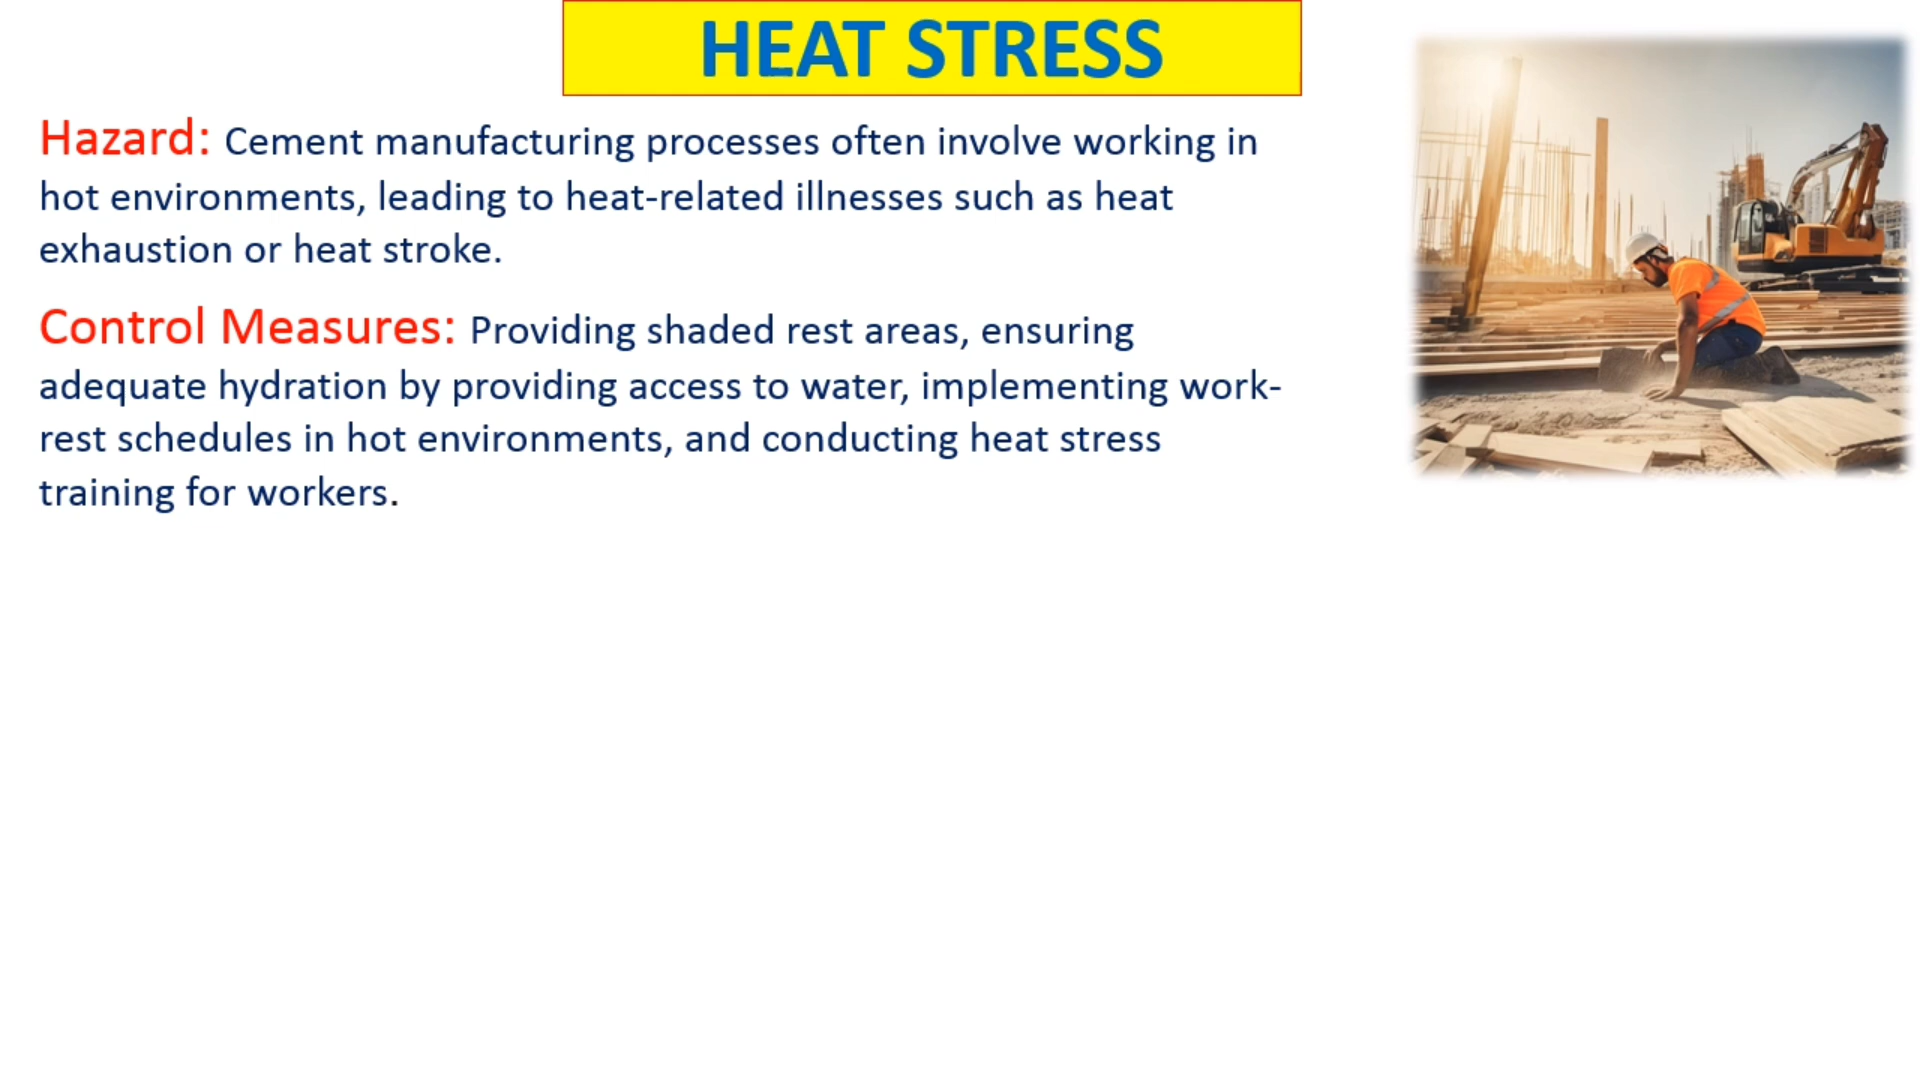 HEAT STRESS
Hazard: Cement manufacturing processes often involve working in
hot environments, leading to heat-related illnesses such as heat
exhaustion or heat stroke.
Control Measures: Providing shaded rest areas, ensuring
adequate hydration by providing access to water, implementing work-
rest schedules in hot environments, and conducting heat stress
training for workers.